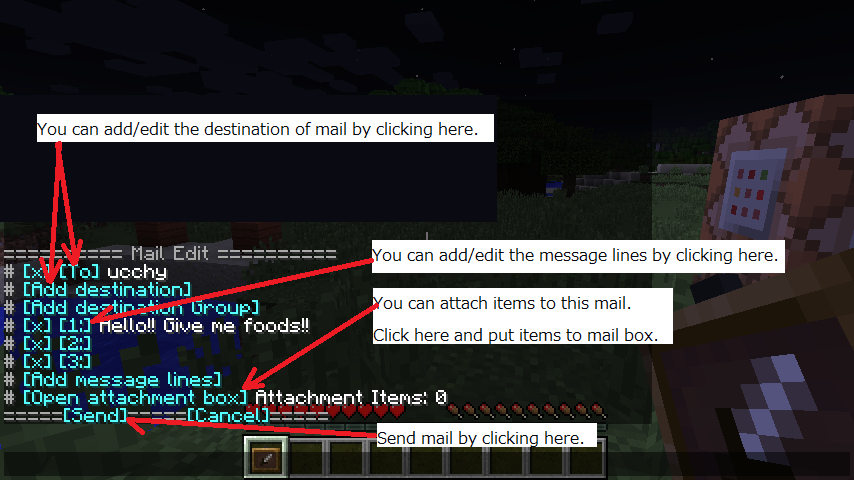 You can add/edit the destination of mail by clicking here.
========== Mail Edit ==========
You can add/edit the message lines by clicking here.
# [x] [To] ucchy
# [Add destination]
You can attach items to this mail.
# [Add destination Group]
# [x] [1:] Hello!! Give me foods!!
Click here and put items to mail box.
# [x] [2:]
# [x] [3:]
# [Add message lines]
# [Open attachment box] Attachment Items: 0
=====[Send]=====[Cancel]=====
Send mail by clicking here.